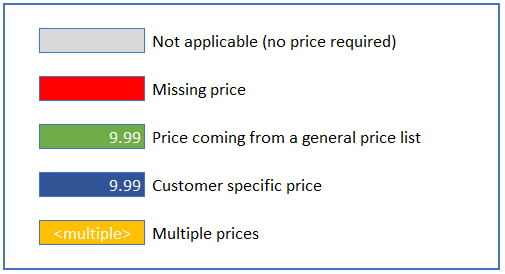 Not applicable (no price required)
Missing price
9.99 Price coming from a general price list
9.99 Customer specific price
<multiple> Multiple prices